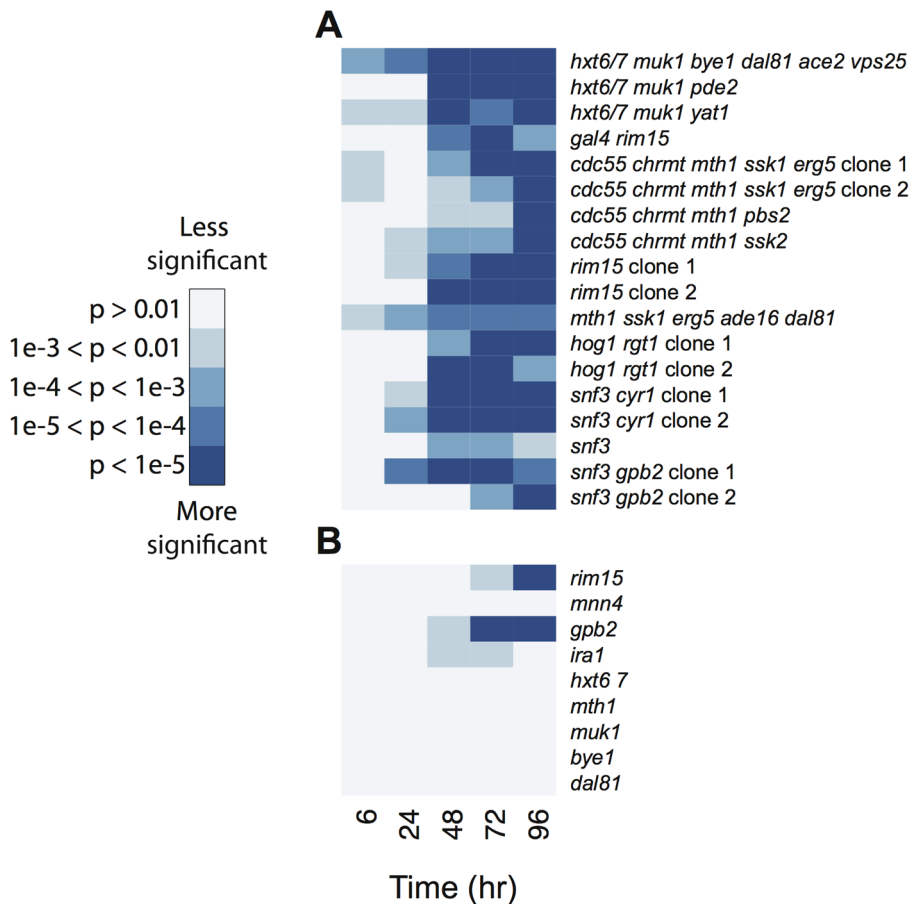 A
hxt6/7 muk1 bye1 dal81 ace2 vps25
hxt6/7 muk1 pde2
hxt6/7 muk1 yat1
gal4 rim15
cdc55 chrmt mth1 ssk1 erg5 clone 1
cdc55 chrmt mth1 ssk1 erg5 clone 2
cdc55 chrmt mth1 pbs2
cdc55 chrmt mth1 ssk2
rim15 clone 1
rim15 clone 2
mth1 ssk1 erg5 ade16 dal81
hog1 rgt1 clone 1
hog1 rgt1 clone 2
snf3 cyr1 clone 1
snf3 cyr1 clone 2
snf3
snf3 gpb2 clone 1
snf3 gpb2 clone 2
Less
significant
p > 0.01
1e-3 < p < 0.01
1e-4 < p < 1e-3
1e-5 < p < 1e-4
p < 1e-5
More
significant
B
rim15
mnn4
gpb2
ira1
hxt6 7
mth1
muk1
bye1
dal81
6 24 48 72 96
Time (hr)